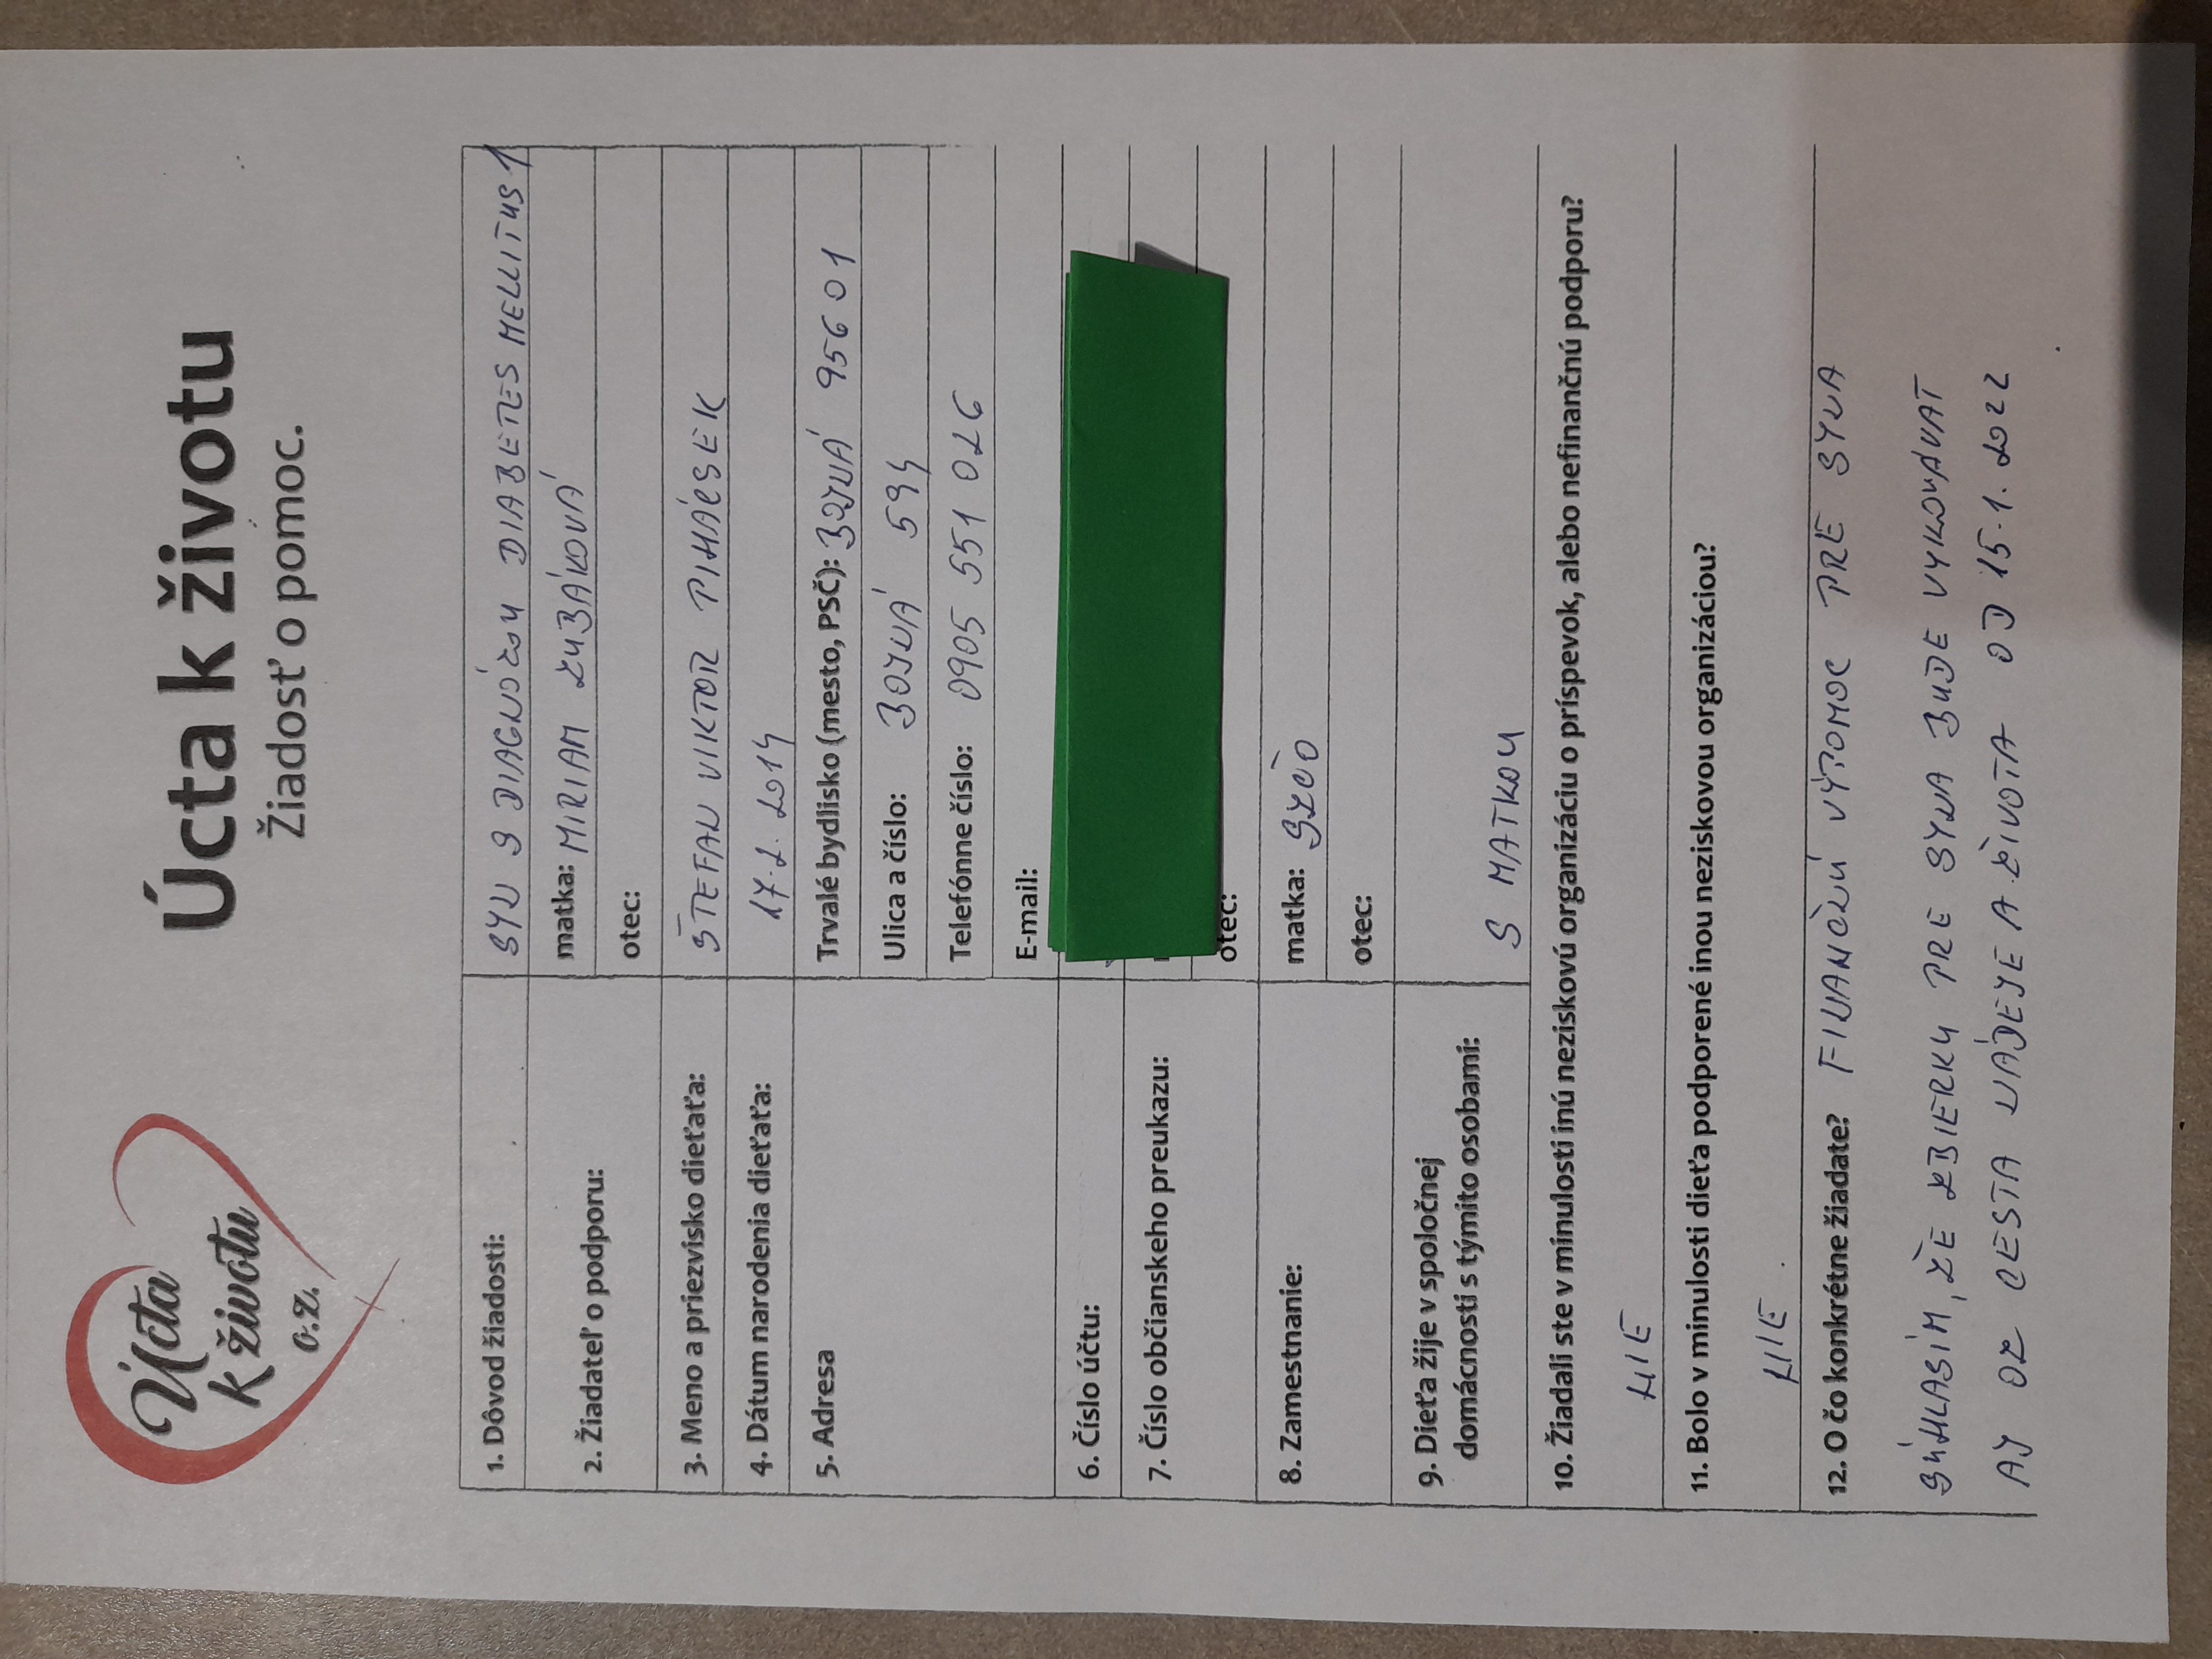 Úcta
k životu
o.z.
Úcta k životu
Žiadosť o pomoc.
1. Dôvod žiadosti: SYN S DIAGNÓZOU DIABETES MELLITUS 1
2. Žiadateľ o podporu: matka: MIRIAM
otec:
3. Meno a priezvisko dieťaťa: ŠTEFAN VIKTOR
4. Dátum narodenia dieťaťa: 17.2.2014
5. Adresa Trvalé bydlisko (mesto, PSČ): BOJNÁ 956 01
Ulica a číslo: BOJNÁ 594
Telefónne číslo: 0905 551 026
E-mail:
6. Číslo účtu:
7. Číslo občianskeho preukazu:
otec:
8. Zamestnanie: matka: SZČO
otec:
9. Dieťa žije v spoločnej
domácnosti s týmito osobami: S MATKOU
10. Žiadali ste v minulosti inú neziskovú organizáciu o príspevok, alebo nefinančnú podporu?
NIE
11. Bolo v minulosti dieťa podporené inou neziskovou organizáciou?
NIE.
12. O čo konkrétne žiadate? FINANČNÚ VÝPOMOC PRE SYNA
SÚHLASÍM, ŽE ZBIERKU PRE SYNA BUDE VYKONÁVAT
AJ OZ CESTA NÁDEJE A ŽIVOTA OD 15.1.2022